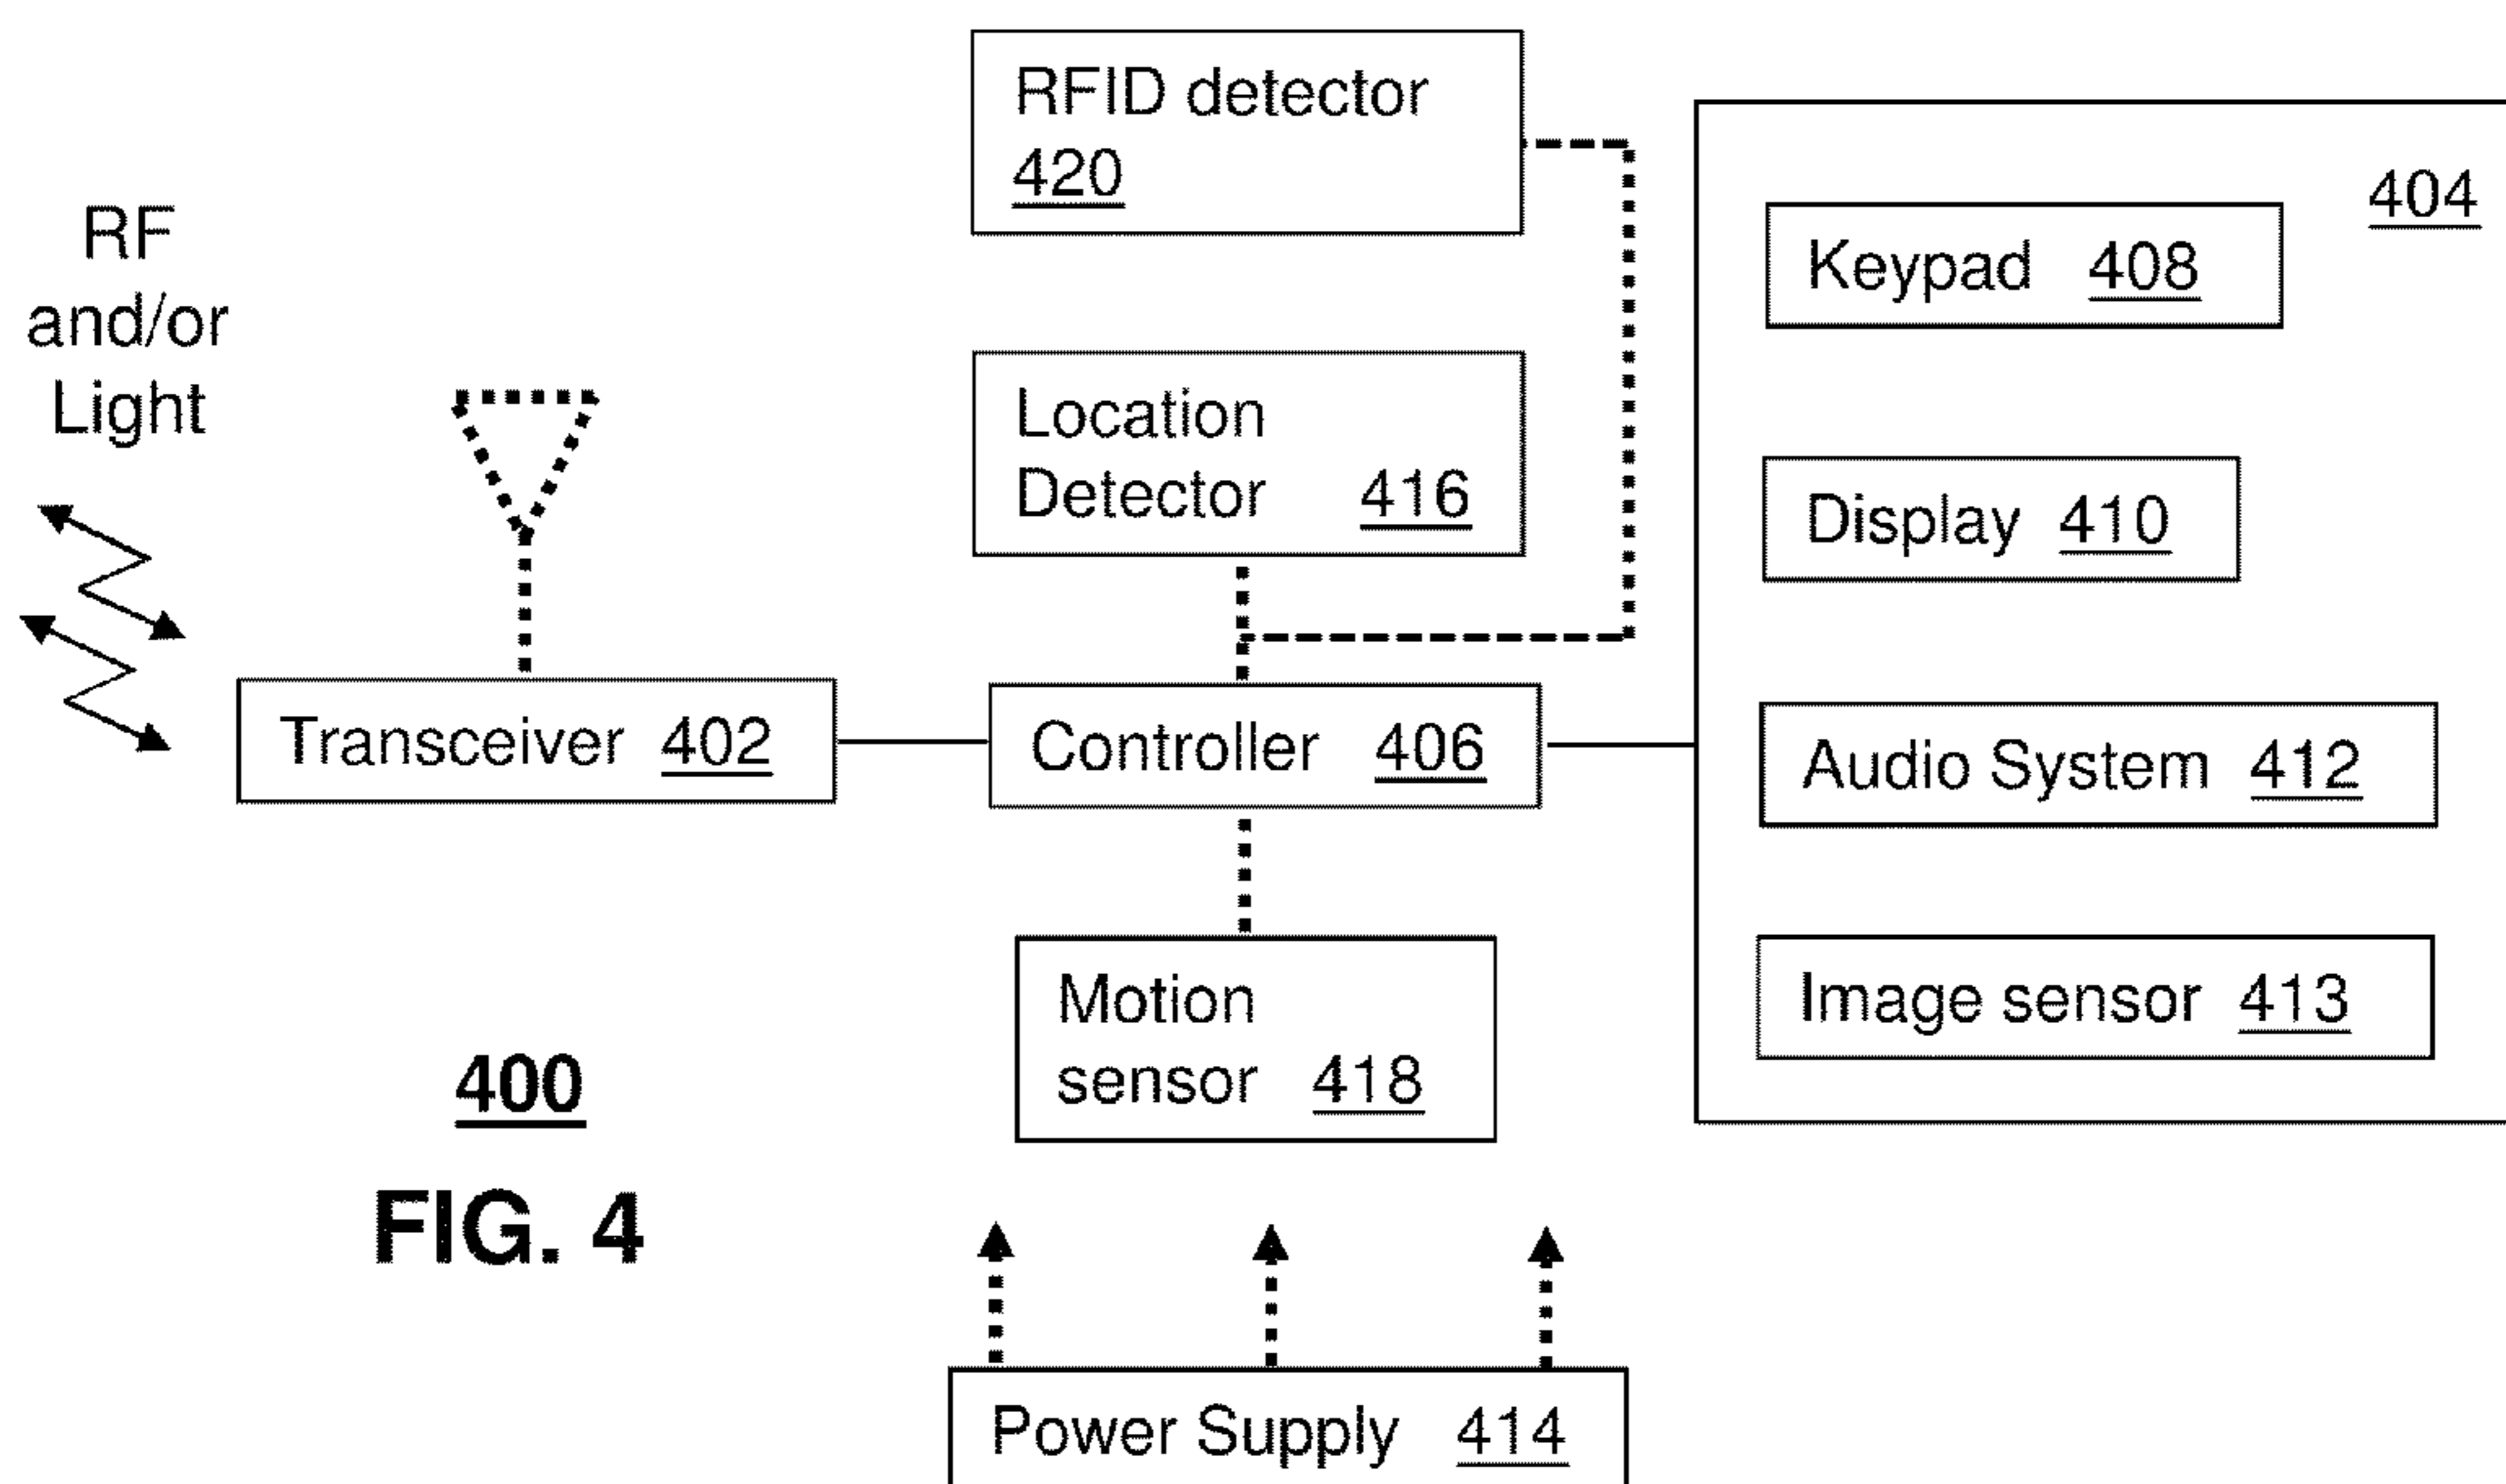 RF
and/or
Light
RFID detector
420
Location
Detector 416
Transceiver 402
Controller 406
Motion
sensor 418
Power Supply 414
404
Keypad 408
Display 410
Audio System 412
Image sensor 413
400
FIG. 4